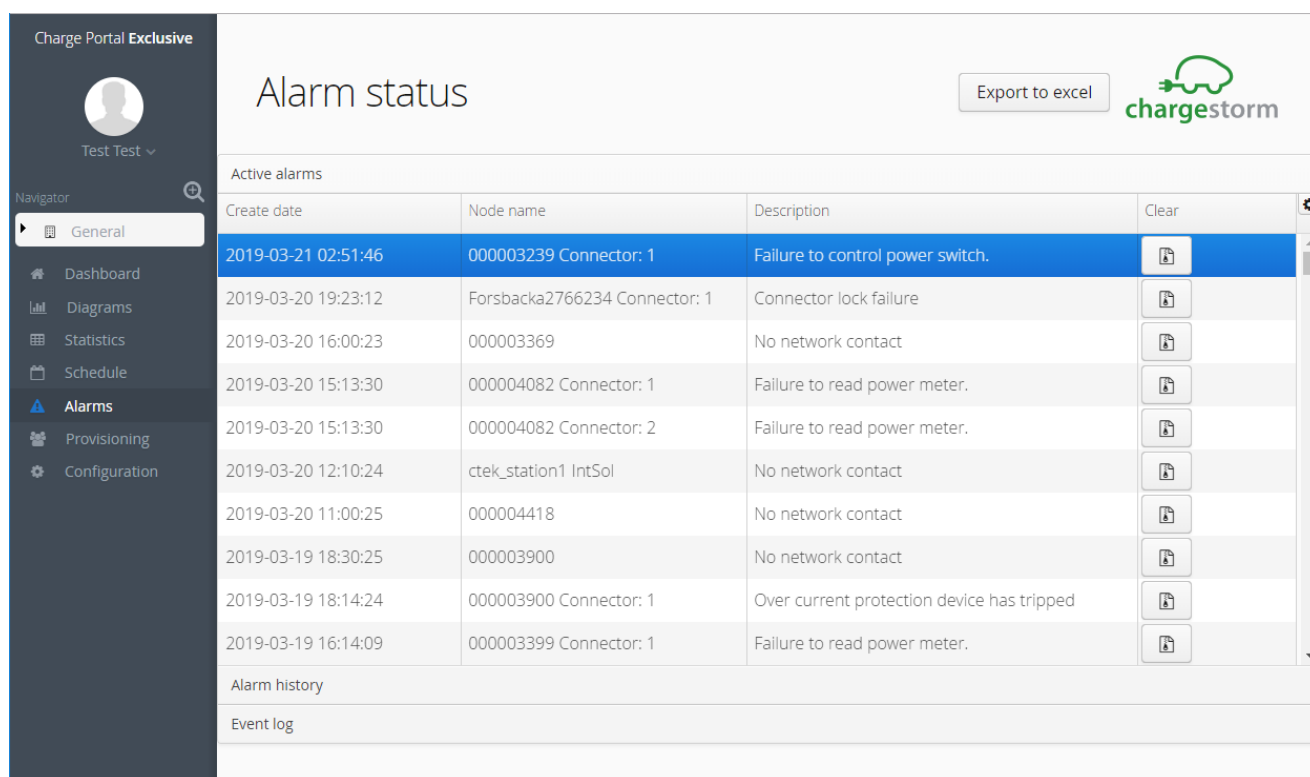 Charge Portal Exclusive
Test Test
Navigator
General
Dashboard
Diagrams
Statistics
Schedule
Alarms
Provisioning
Configuration
Alarm status
Export to excel
chargestorm
Active alarms
Create date Node name Description Clear
2019-03-21 02:51:46 000003239 Connector: 1 Failure to control power switch.
2019-03-20 19:23:12 Forsbacka2766234 Connector: 1 Connector lock failure
2019-03-20 16:00:23 000003369 No network contact
2019-03-20 15:13:30 000004082 Connector: 1 Failure to read power meter.
2019-03-20 15:13:30 000004082 Connector: 2 Failure to read power meter.
2019-03-20 12:10:24 ctek_station1 IntSol No network contact
2019-03-20 11:00:25 000004418 No network contact
2019-03-19 18:30:25 000003900 No network contact
2019-03-19 18:14:24 000003900 Connector: 1 Over current protection device has tripped
2019-03-19 16:14:09 000003399 Connector: 1 Failure to read power meter.
Alarm history
Event log